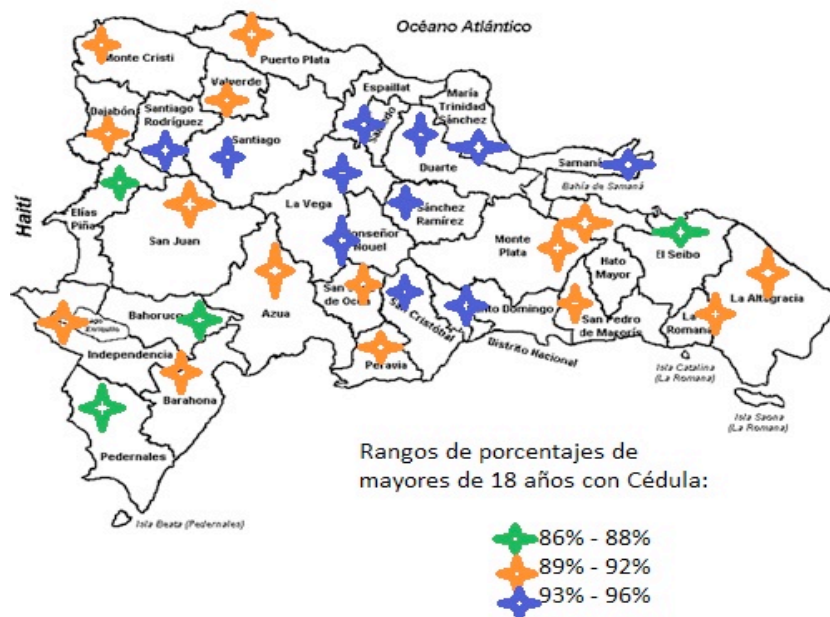 Océano Atlántico
Monte Cristi
Puerto Plata
Valverde
Espaillat
María
Trinidad
Sánchez
Dajabón
Santiago
Rodríguez
Santiago
Salcedo
Duarte
Samaná
Bahía de Samaná
Haití
Elías
Piña
San Juan
La Vega
Sánchez
Ramírez
Monseñor
Nouel
Monte
Plata
Hato
Mayor
El Seibo
La Altagracia
Azua
San
de Ocoa
San Cristóbal
Domingo
San Pedro
de Macorís
La
Romana
Bahoruco
Enriquillo
Independencia
Peravia
Distrito Nacional
Isla Catalina
(La Romana)
Barahona
Isla Saona
(La Romana)
Pedernales
Isla Beata (Pedernales)
Rangos de porcentajes de
mayores de 18 años con Cédula:
86% - 88%
89% - 92%
93% - 96%